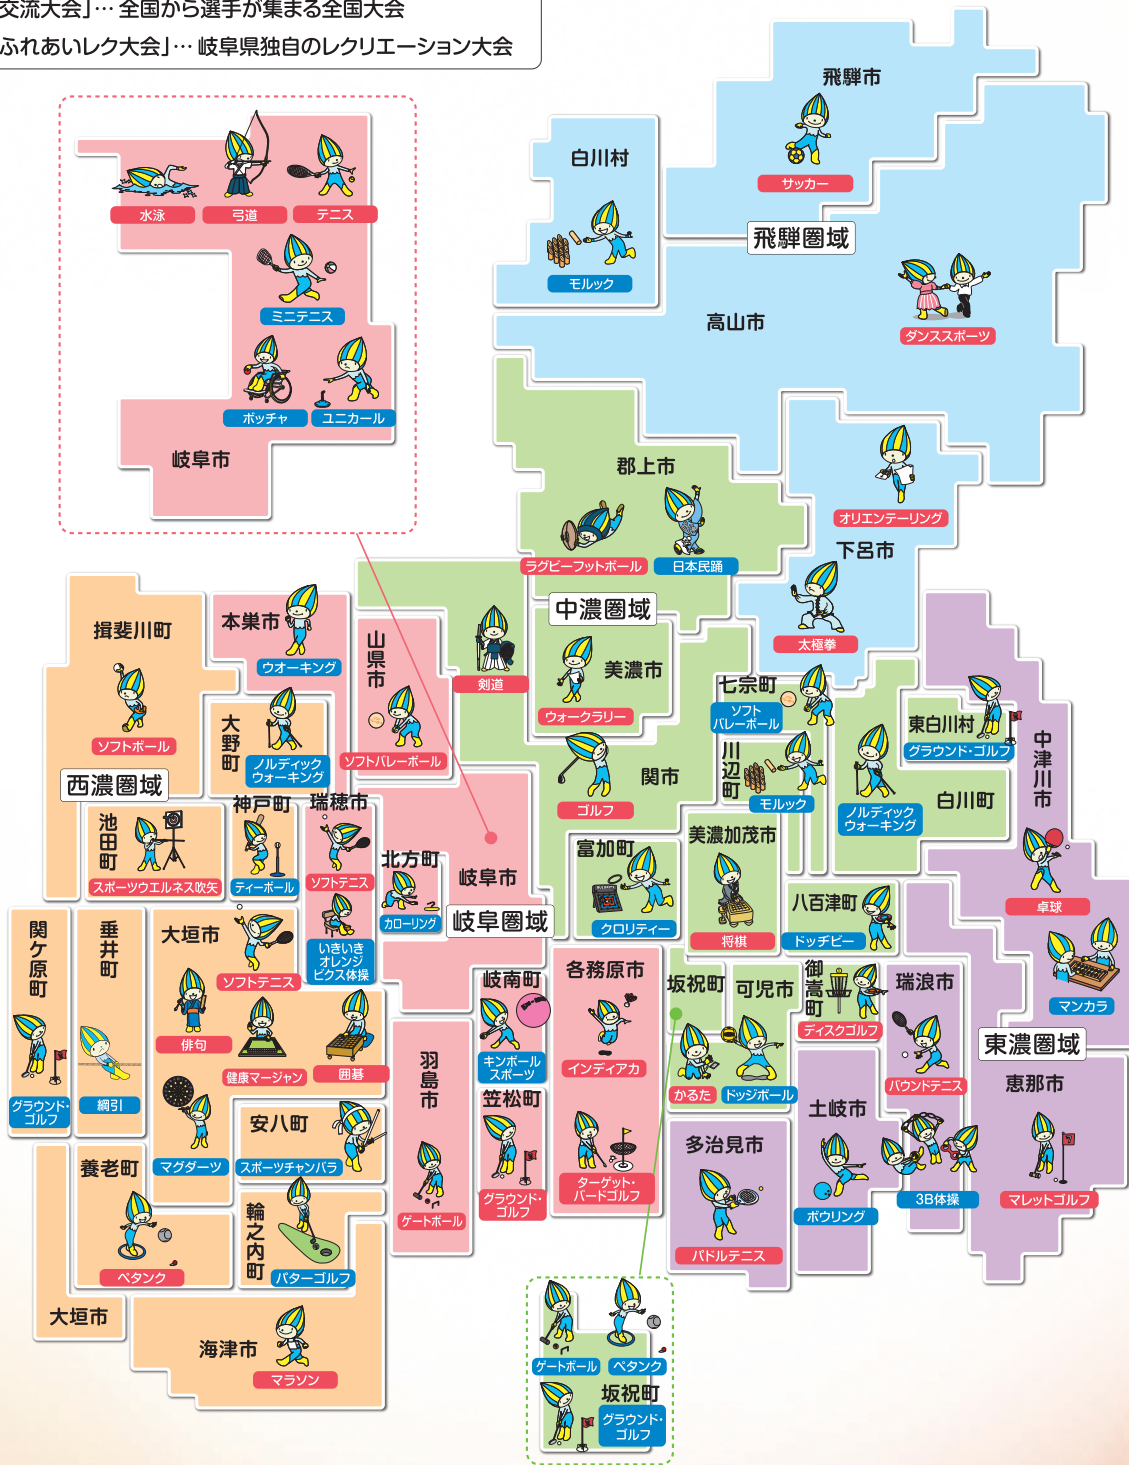 交流大会」… 全国から選手が集まる全国大会
ふれあいレク大会」… 岐阜県独自のレクリエーション大会
飛騨市
サッカー
白川村
モルック
飛騨圏域
高山市
ダンススポーツ
水泳
弓道
テニス
ミニテニス
ボッチャ
ユニカール
岐阜市
郡上市
ラグビーフットボール
日本民踊
オリエンテーリング
下呂市
太極拳
中濃圏域
揖斐川町
ソフトボール
本巣市
ウオーキング
山県市
ソフトバレーボール
剣道
美濃市
ウォークラリー
七宗町
ソフト
バレーボール
東白川村
グラウンド・ゴルフ
中津川市
大野町
ノルディック
ウォーキング
西濃圏域
関市
ゴルフ
川辺町
モルック
ノルディック
ウォーキング
白川町
卓球
神戸町
ティーボール
瑞穂市
ソフトテニス
いきいき
オレンジ
ビクス体操
池田町
スポーツウエルネス吹矢
北方町
カローリング
岐阜市
岐阜圏域
富加町
クロリティー
美濃加茂市
将棋
八百津町
ドッヂビー
マンカラ
関ケ原町
グラウンド・
ゴルフ
垂井町
綱引
大垣市
ソフトテニス
俳句
健康マージャン
囲碁
マグダーツ
岐南町
キンボール
スポーツ
各務原市
インディアカ
ターゲット・
バードゴルフ
坂祝町
かるた
可児市
ドッジボール
御嵩町
ディスクゴルフ
瑞浪市
バウンドテニス
東濃圏域
恵那市
マレットゴルフ
羽島市
ゲートボール
笠松町
グラウンド・
ゴルフ
安八町
スポーツチャンバラ
養老町
ペタンク
輪之内町
パターゴルフ
多治見市
パドルテニス
土岐市
ボウリング
3B体操
大垣市
海津市
マラソン
ゲートボール
ペタンク
坂祝町
グラウンド・
ゴルフ